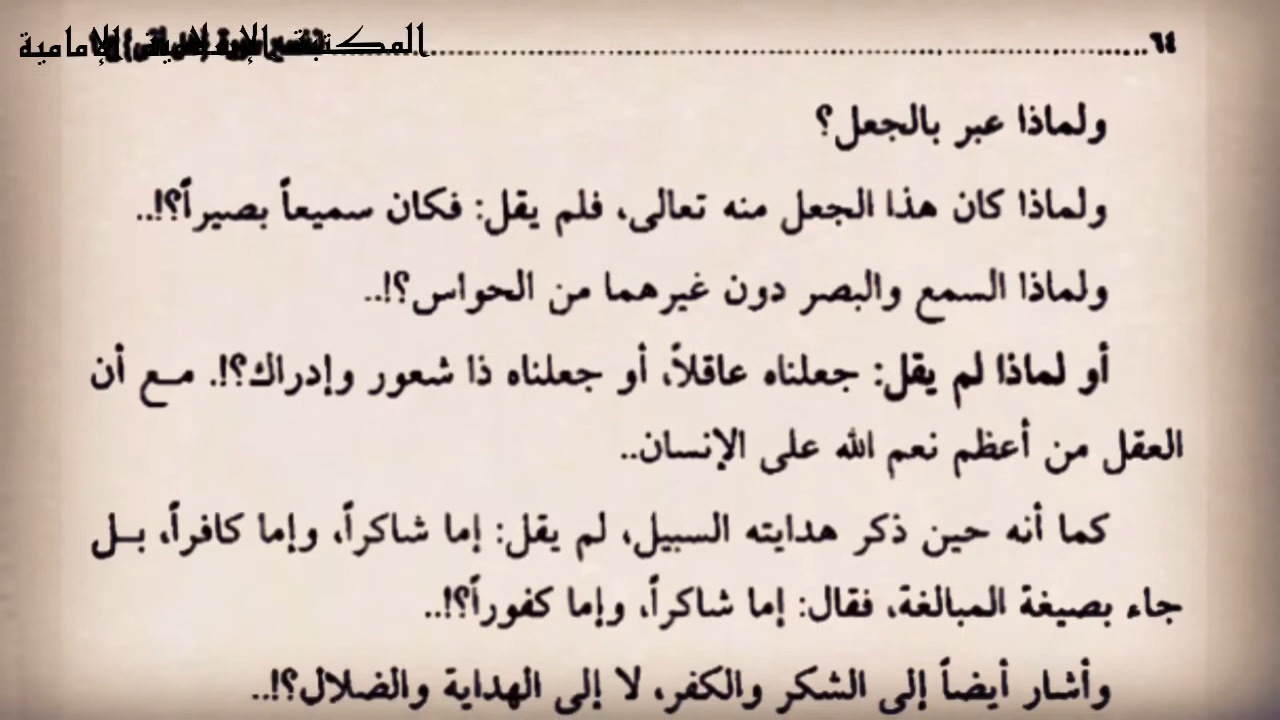 ٦٤ المكتبة الإمامية
ولماذا عبر بالجعل؟
ولماذا كان هذا الجعل منه تعالى، فلم يقل: فكان سميعاً بصيراً؟!..
ولماذا السمع والبصر دون غيرهما من الحواس؟!..
أو لماذا لم يقل: جعلناه عاقلاً، أو جعلناه ذا شعور وإدراك؟!. مـع أن
العقل من أعظم نعم الله على الإنسان..
كما أنه حين ذكر هدايته السبيل، لم يقل: إما شاكراً، وإما كافراً، بـل
جاء بصيغة المبالغة، فقال: إما شاكراً، وإما كفوراً؟!..
وأشار أيضاً إلى الشكر والكفر، لا إلى الهداية والضلال؟!..